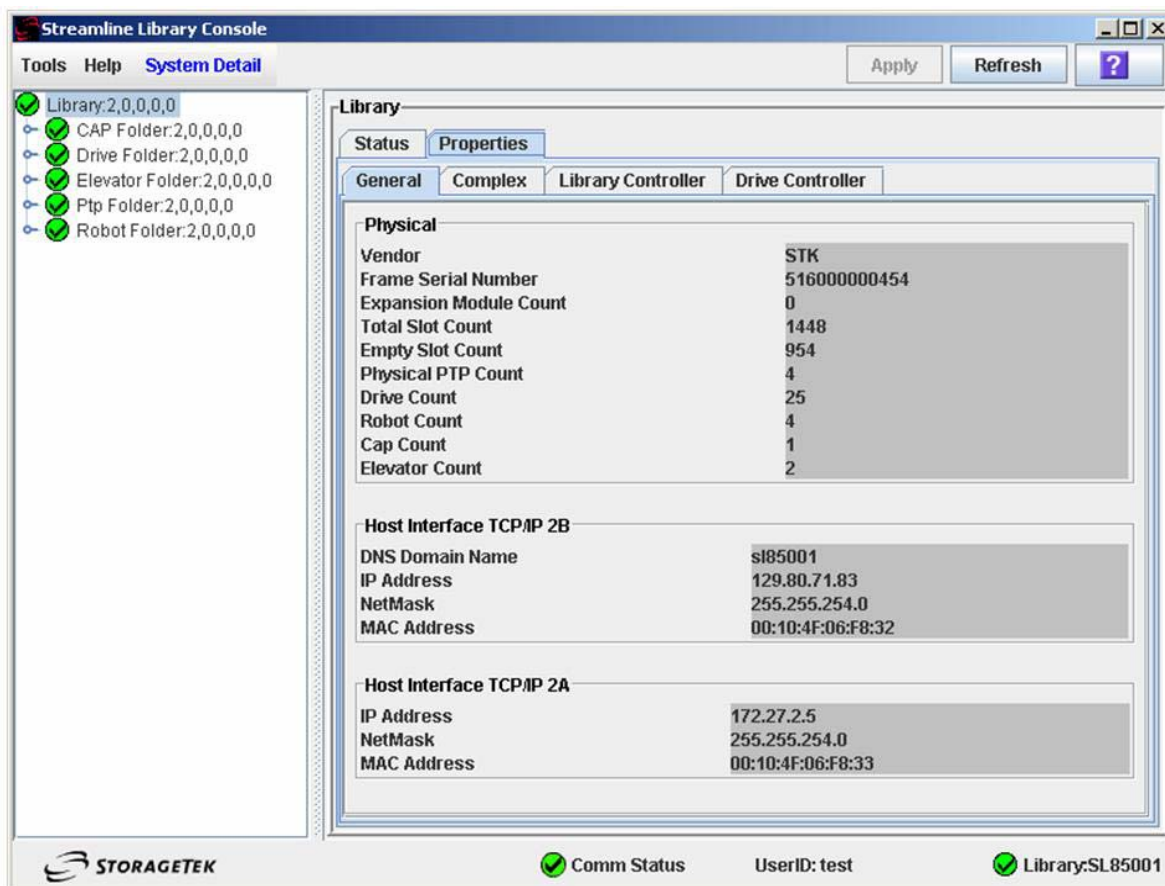 Streamline Library Console
Tools Help System Detail Apply Refresh ?
Library:2,0,0,0,0
CAP Folder:2,0,0,0,0
Drive Folder:2,0,0,0,0
Elevator Folder:2,0,0,0,0
Ptp Folder:2,0,0,0,0
Robot Folder:2,0,0,0,0
Library
Status Properties
General Complex Library Controller Drive Controller
Physical
Vendor STK
Frame Serial Number 516000000454
Expansion Module Count 0
Total Slot Count 1448
Empty Slot Count 954
Physical PTP Count 4
Drive Count 25
Robot Count 4
Cap Count 1
Elevator Count 2
Host Interface TCP/IP 2B
DNS Domain Name sl85001
IP Address 129.80.71.83
NetMask 255.255.254.0
MAC Address 00:10:4F:06:F8:32
Host Interface TCP/IP 2A
IP Address 172.27.2.5
NetMask 255.255.254.0
MAC Address 00:10:4F:06:F8:33
STORAGETEK Comm Status UserID: test Library:SL85001